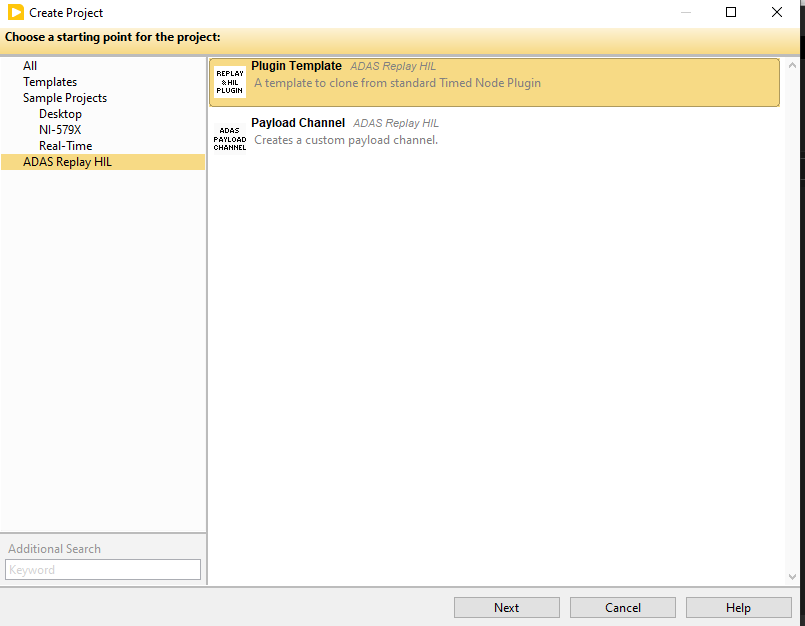 Create Project
Choose a starting point for the project:
All
Templates
Sample Projects
Desktop
NI-579X
Real-Time
ADAS Replay HIL
REPLAY
& HIL
PLUGIN
Plugin Template ADAS Replay HIL
A template to clone from standard Timed Node Plugin
ADAS
PAYLOAD
CHANNEL
Payload Channel ADAS Replay HIL
Creates a custom payload channel.
Additional Search
Keyword
Next Cancel Help